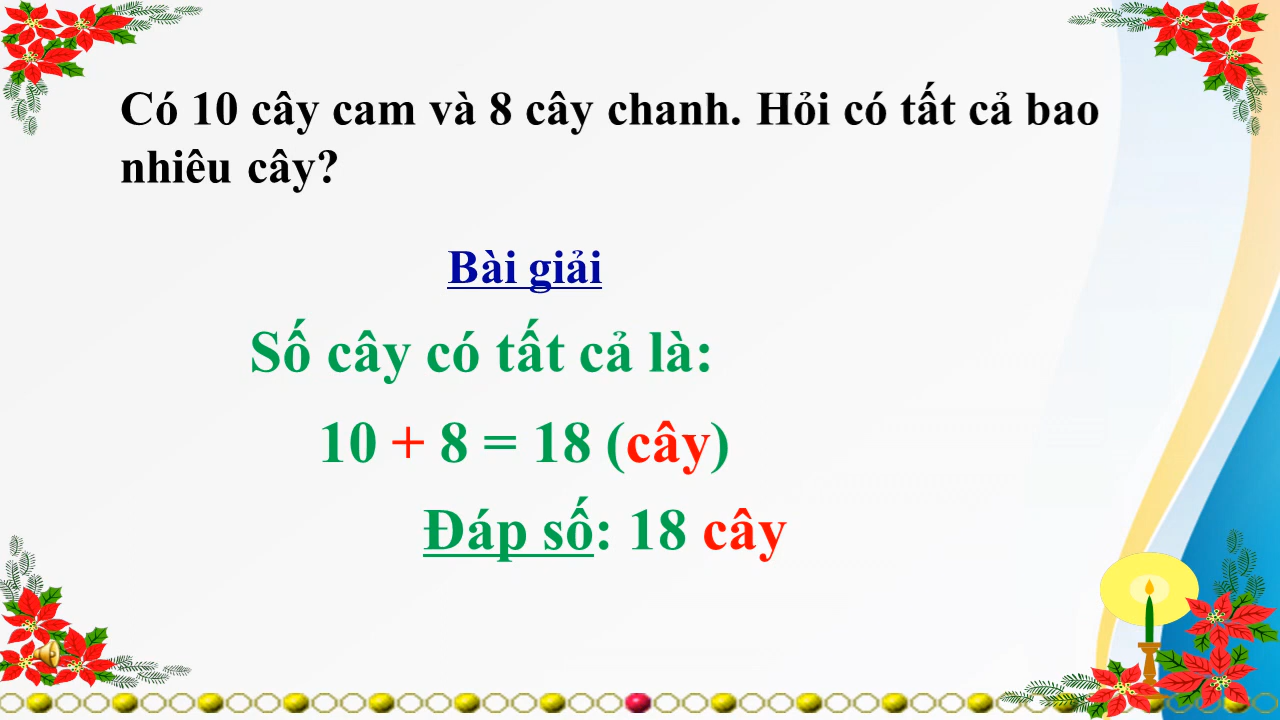 Có 10 cây cam và 8 cây chanh. Hỏi có tất cả bao
nhiêu cây?
Bài giải
Số cây có tất cả là:
10 + 8 = 18 (cây)
Đáp số: 18 cây